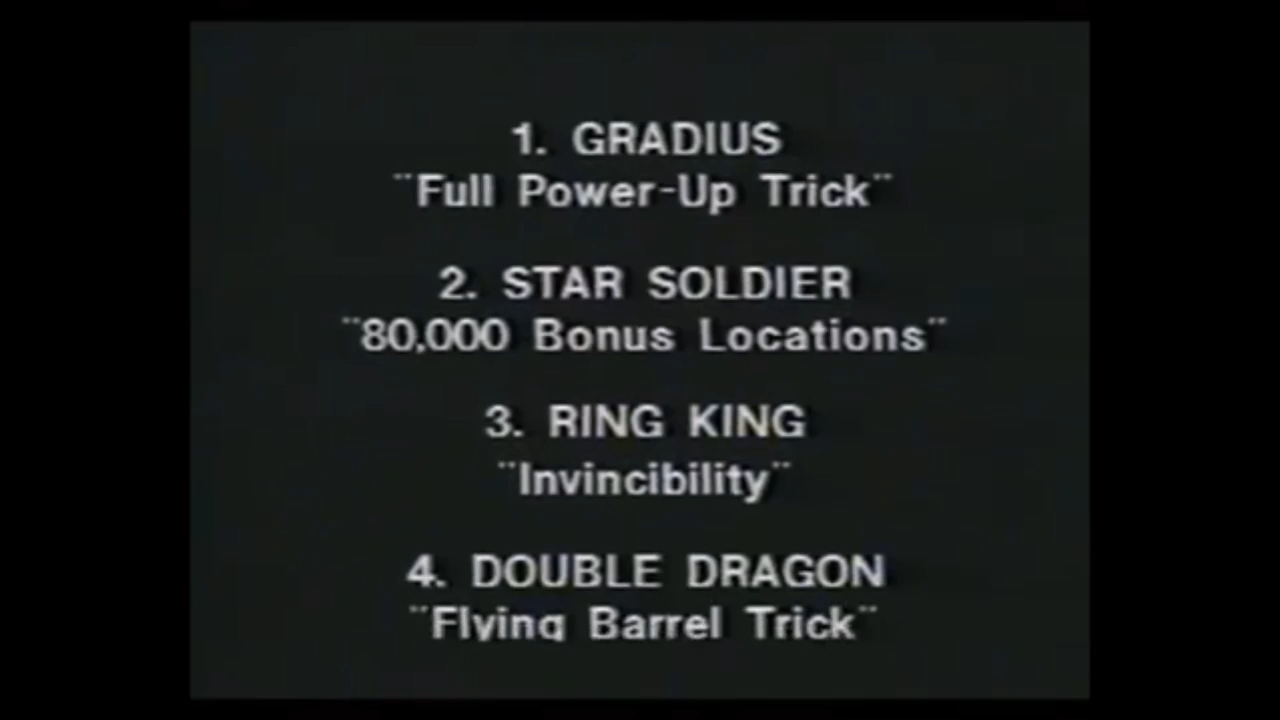 1. GRADIUS
"Full Power-Up Trick"
2. STAR SOLDIER
"80,000 Bonus Locations"
3. RING KING
"Invincibility"
4. DOUBLE DRAGON
"Flying Barrel Trick"